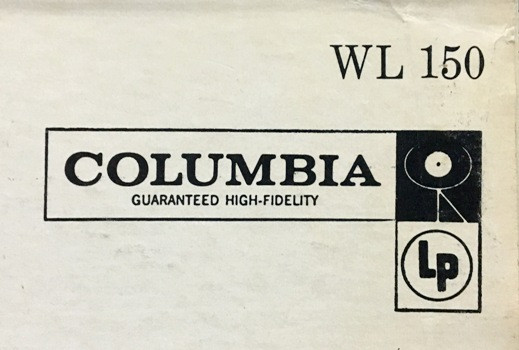 WL 150
COLUMBIA
GUARANTEED HIGH-FIDELITY
Lp